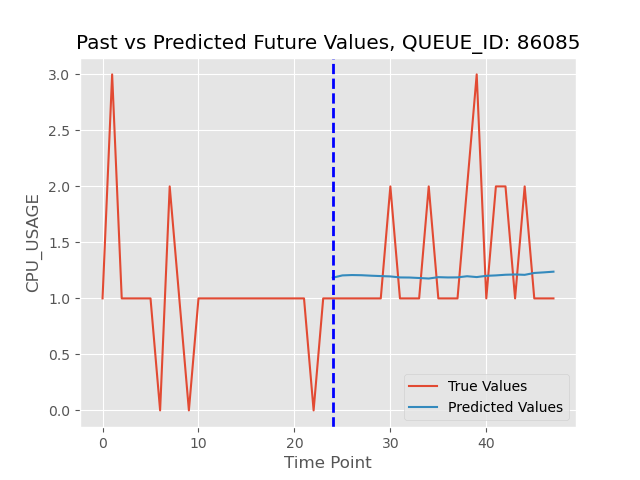 Past vs Predicted Future Values, QUEUE_ID: 86085
3.0
2.5
2.0
1.5
1.0
0.5
0.0
CPU_USAGE
0
10
20
30
40
Time Point
True Values
Predicted Values